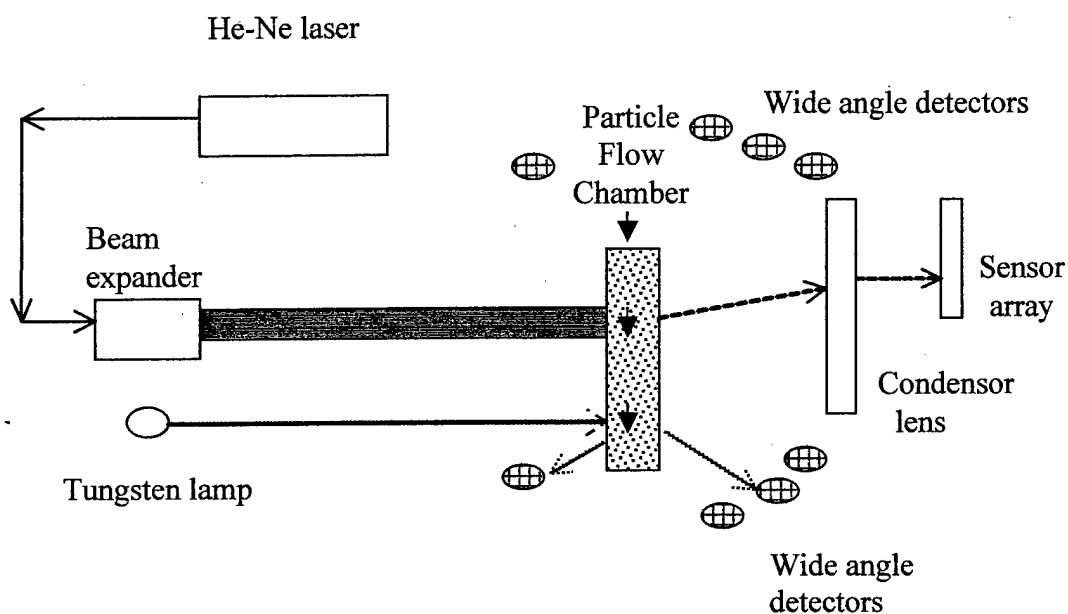 He-Ne laser
Wide angle detectors
Particle
Flow
Chamber
Beam
expander
Sensor
array
Condensor
lens
Tungsten lamp
Wide angle
detectors